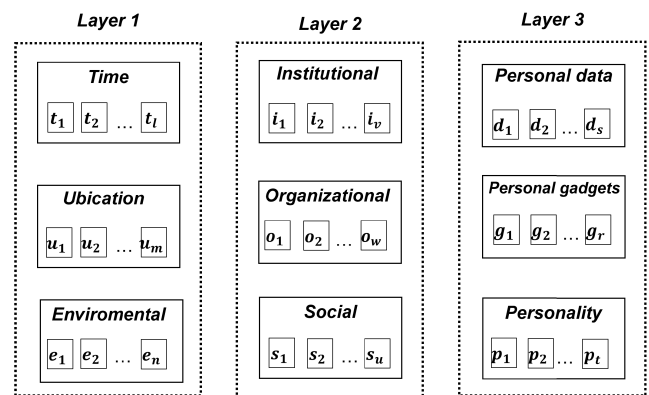 Layer 1
Time
t₁ t₂ ... tₗ
Ubication
u₁ u₂ ... uₘ
Enviromental
e₁ e₂ ... eₙ
Layer 2
Institutional
i₁ i₂ ... iᵥ
Organizational
o₁ o₂ ... o_w
Social
s₁ s₂ ... sᵤ
Layer 3
Personal data
d₁ d₂ ... dₛ
Personal gadgets
g₁ g₂ ... gᵣ
Personality
p₁ p₂ ... pₜ